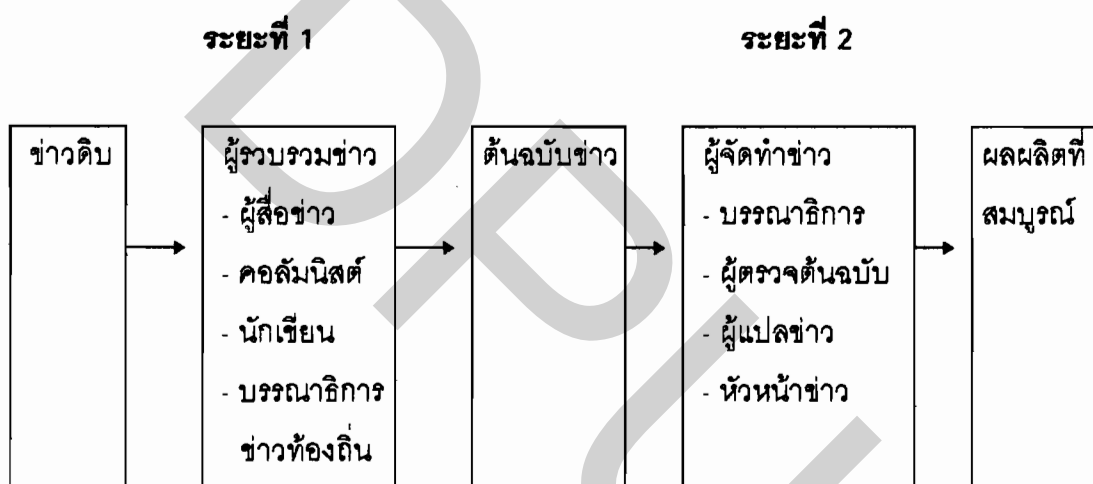 ระยะที่ 1
ระยะที่ 2
ข่าวดิบ
ผู้รวบรวมข่าว
- ผู้สื่อข่าว
- คอลัมนิสต์
- นักเขียน
- บรรณาธิการ
ข่าวท้องถิ่น
ต้นฉบับข่าว
ผู้จัดทำข่าว
- บรรณาธิการ
- ผู้ตรวจต้นฉบับ
- ผู้แปลข่าว
- หัวหน้าข่าว
ผลผลิตที่
สมบูรณ์
DPU